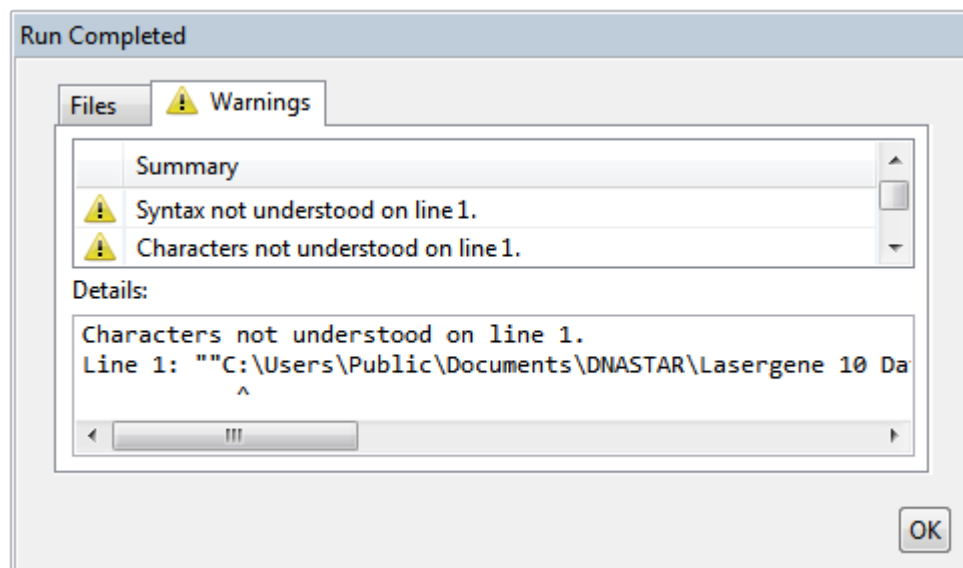 Run Completed
Files
Warnings
Summary
Syntax not understood on line 1.
Characters not understood on line 1.
Details:
Characters not understood on line 1.
Line 1: ""C:\Users\Public\Documents\DNASTAR\Lasergene 10 Da
^
OK